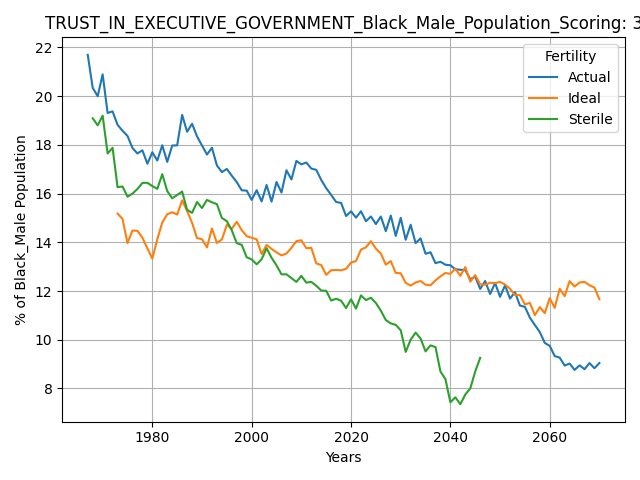 TRUST_IN_EXECUTIVE_GOVERNMENT_Black_Male_Population_Scoring: 3
Fertility
Actual
Ideal
Sterile
% of Black_Male Population
22
20
18
16
14
12
10
8
1980 2000 2020 2040 2060
Years